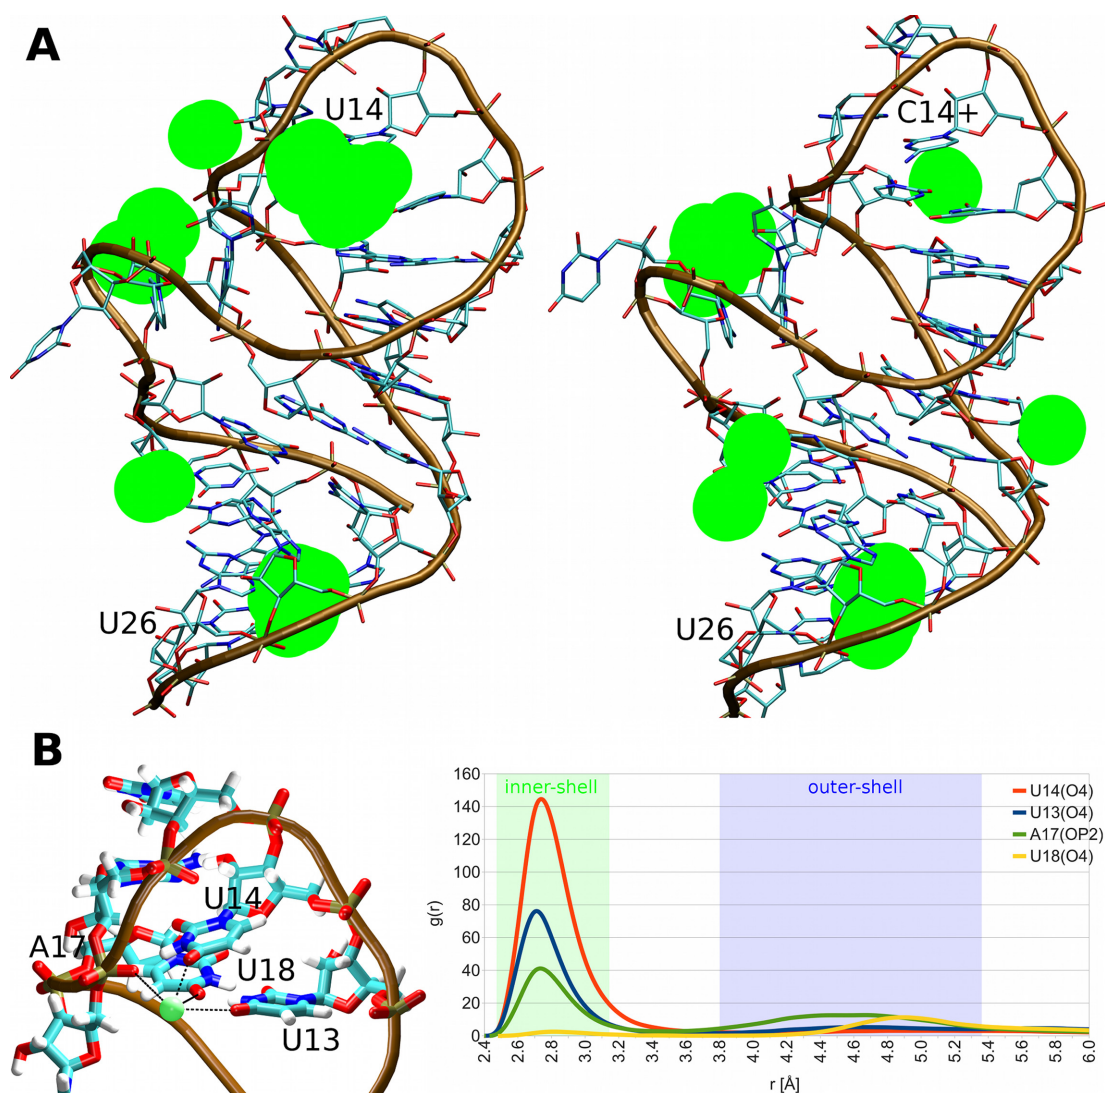 A
U14
C14+
U26
U26
B
U14
A17
U18
U13
inner-shell
outer-shell
U14(O4)
U13(O4)
A17(OP2)
U18(O4)
g(r)
160
140
120
100
80
60
40
20
0
2.4
2.6
2.8
3.0
3.2
3.4
3.6
3.8
4.0
4.2
4.4
4.6
4.8
5.0
5.2
5.4
5.6
5.8
6.0
r [Å]